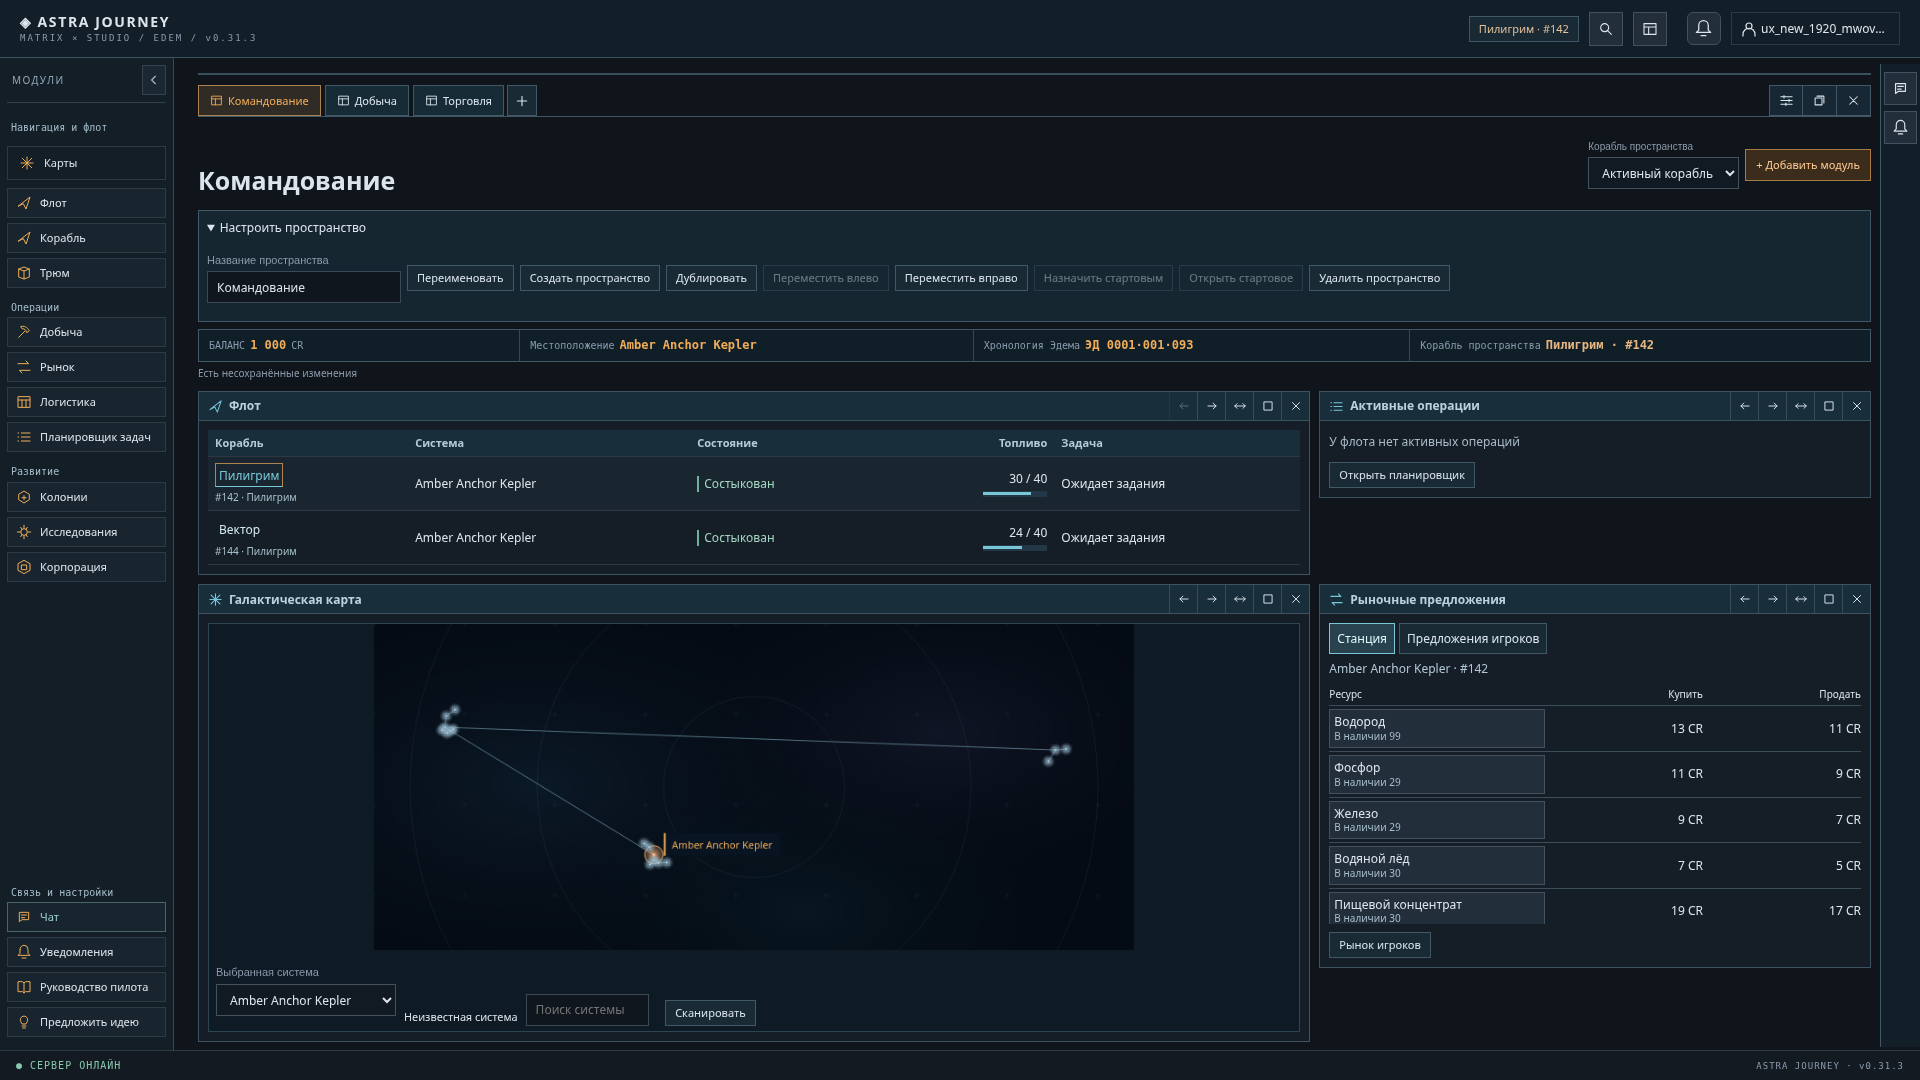 ◈ ASTRA JOURNEY
MATRIX × STUDIO / EDEM / v0.31.3
Пилигрим · #142
ux_new_1920_mwov...
МОДУЛИ
Навигация и флот
Карты
Флот
Корабль
Трюм
Операции
Добыча
Рынок
Логистика
Планировщик задач
Развитие
Колонии
Исследования
Корпорация
Связь и настройки
Чат
Уведомления
Руководство пилота
Предложить идею
Командование
Добыча
Торговля
Командование
Корабль пространства
Активный корабль
+ Добавить модуль
▼ Настроить пространство
Название пространства
Командование
Переименовать
Создать пространство
Дублировать
Переместить влево
Переместить вправо
Назначить стартовым
Открыть стартовое
Удалить пространство
БАЛАНС 1 000 CR
Местоположение Amber Anchor Kepler
Хронология Эдема ЭД 0001·001·093
Корабль пространства Пилигрим · #142
Есть несохранённые изменения
Флот
Корабль Система Состояние Топливо Задача
Пилигрим
#142 · Пилигрим
Amber Anchor Kepler Состыкован 30 / 40 Ожидает задания
Вектор
#144 · Пилигрим
Amber Anchor Kepler Состыкован 24 / 40 Ожидает задания
Активные операции
У флота нет активных операций
Открыть планировщик
Галактическая карта
Amber Anchor Kepler
Выбранная система
Amber Anchor Kepler
Неизвестная система
Поиск системы
Сканировать
Рыночные предложения
Станция
Предложения игроков
Amber Anchor Kepler · #142
Ресурс Купить Продать
Водород
В наличии 99
13 CR 11 CR
Фосфор
В наличии 29
11 CR 9 CR
Железо
В наличии 29
9 CR 7 CR
Водяной лёд
В наличии 30
7 CR 5 CR
Пищевой концентрат
В наличии 30
19 CR 17 CR
Рынок игроков
● СЕРВЕР ОНЛАЙН
ASTRA JOURNEY · v0.31.3